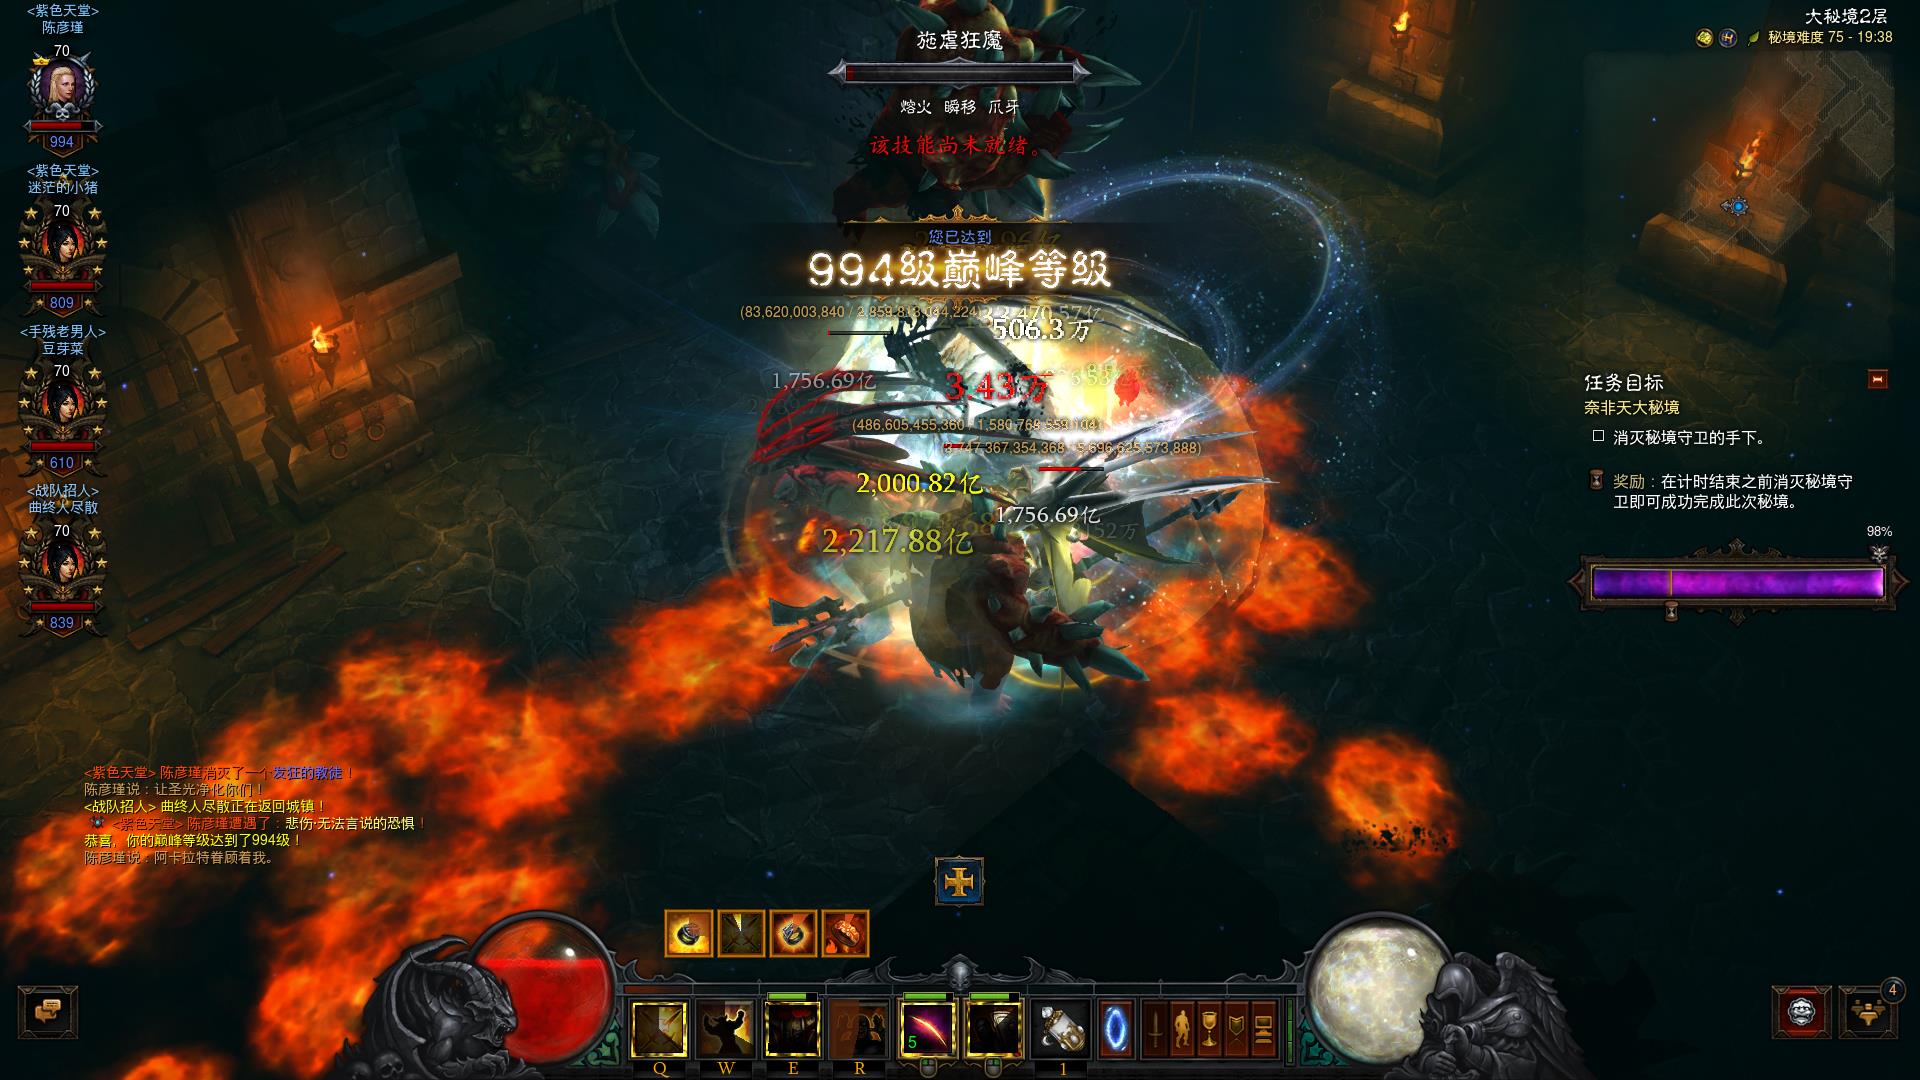 <紫色天堂>
陈彦瑾
70
994
<紫色天堂>
迷茫的小猪
70
809
<手残老男人>
豆芽菜
70
610
<战队招人>
曲终人尽散
70
839
施虐狂魔
熔火 瞬移 爪牙
该技能尚未就绪。
您已达到
994级巅峰等级
506.3万
1,756.69亿
3.43万
2,000.82亿
1,756.69亿
2,217.88亿
大秘境2层
秘境难度 75 - 19:38
任务目标
奈非天大秘境
消灭秘境守卫的手下。
奖励：在计时结束之前消灭秘境守
卫即可成功完成此次秘境。
98%
<紫色天堂> 陈彦瑾消灭了一个发狂的教徒！
陈彦瑾说：让圣光净化你们！
<战队招人> 曲终人尽散正在返回城镇！
<紫色天堂> 陈彦瑾遭遇了：悲伤·无法言说的恐惧！
恭喜，你的巅峰等级达到了994级！
陈彦瑾说：阿卡拉特眷顾着我。
5
Q W E R 1
4